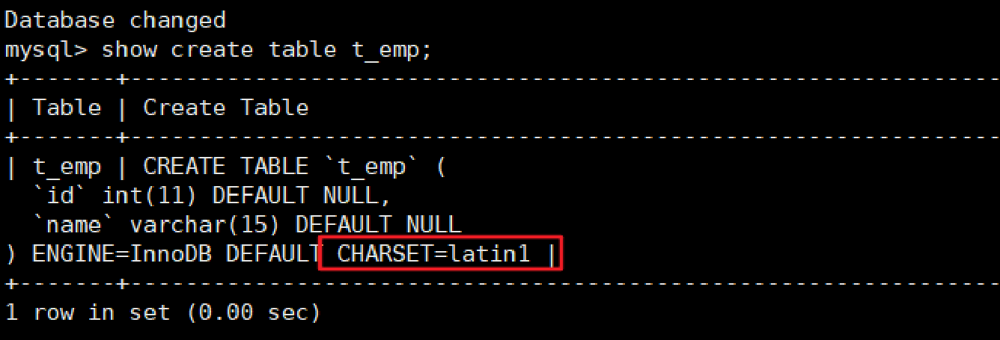 Database changed
mysql> show create table t_emp;
+-------+---------------------------------------------------------------
| Table | Create Table
+-------+---------------------------------------------------------------
| t_emp | CREATE TABLE `t_emp` (
  `id` int(11) DEFAULT NULL,
  `name` varchar(15) DEFAULT NULL
) ENGINE=InnoDB DEFAULT CHARSET=latin1 |
+-------+---------------------------------------------------------------
1 row in set (0.00 sec)